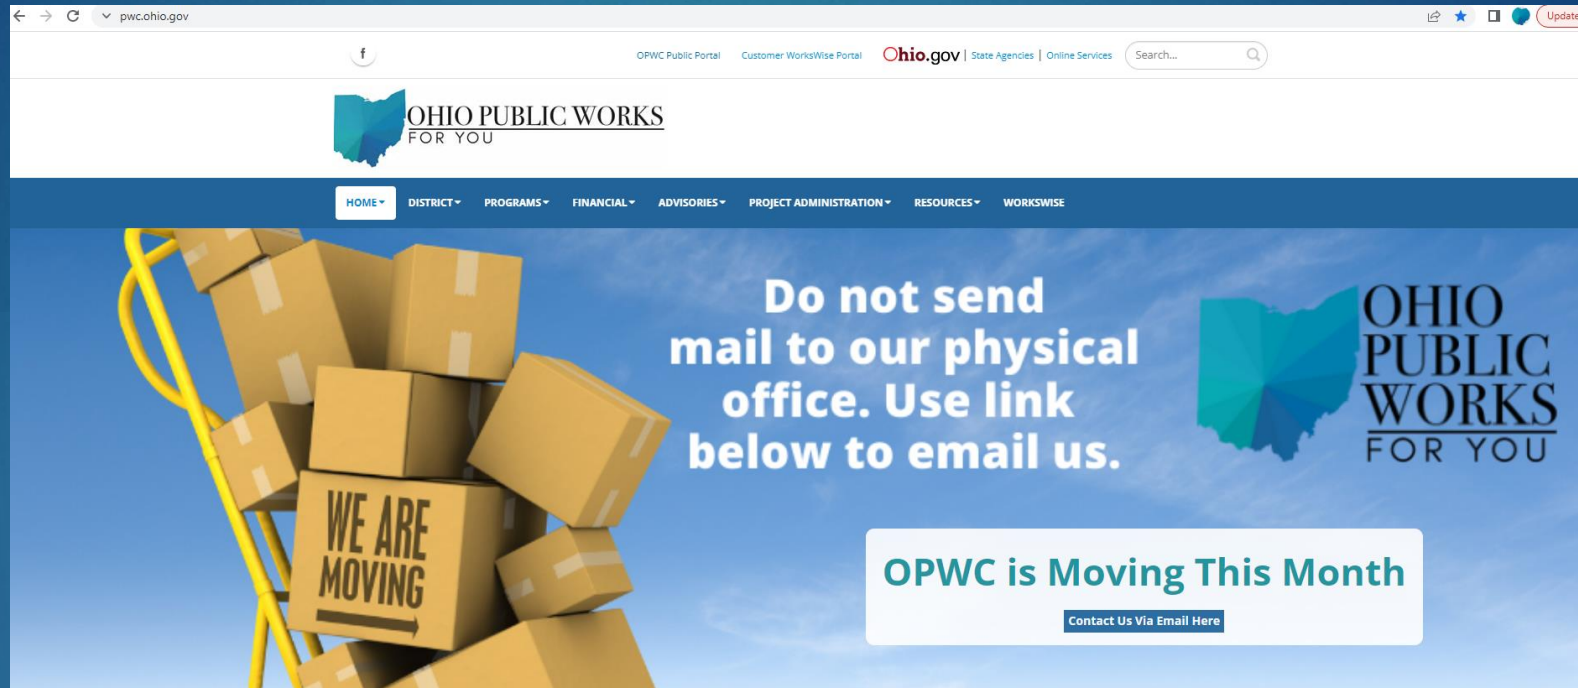 pwc.ohio.gov
Update
f
OPWC Public Portal Customer WorksWise Portal Ohio.gov | State Agencies | Online Services Search...
OHIO PUBLIC WORKS
FOR YOU
HOME DISTRICT PROGRAMS FINANCIAL ADVISORIES PROJECT ADMINISTRATION RESOURCES WORKSWISE
Do not send
mail to our physical
office. Use link
below to email us.
OHIO
PUBLIC
WORKS
FOR YOU
WE ARE
MOVING
OPWC is Moving This Month
Contact Us Via Email Here